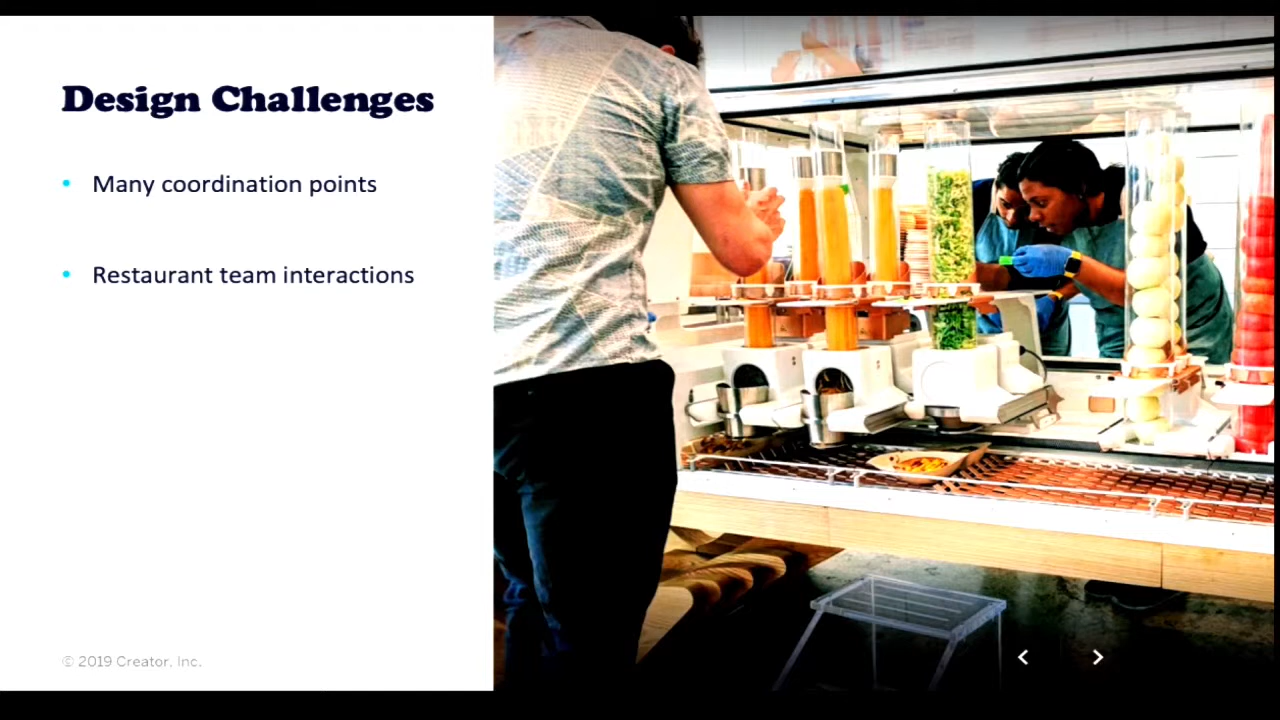 Design Challenges
• Many coordination points
• Restaurant team interactions
© 2019 Creator, Inc.